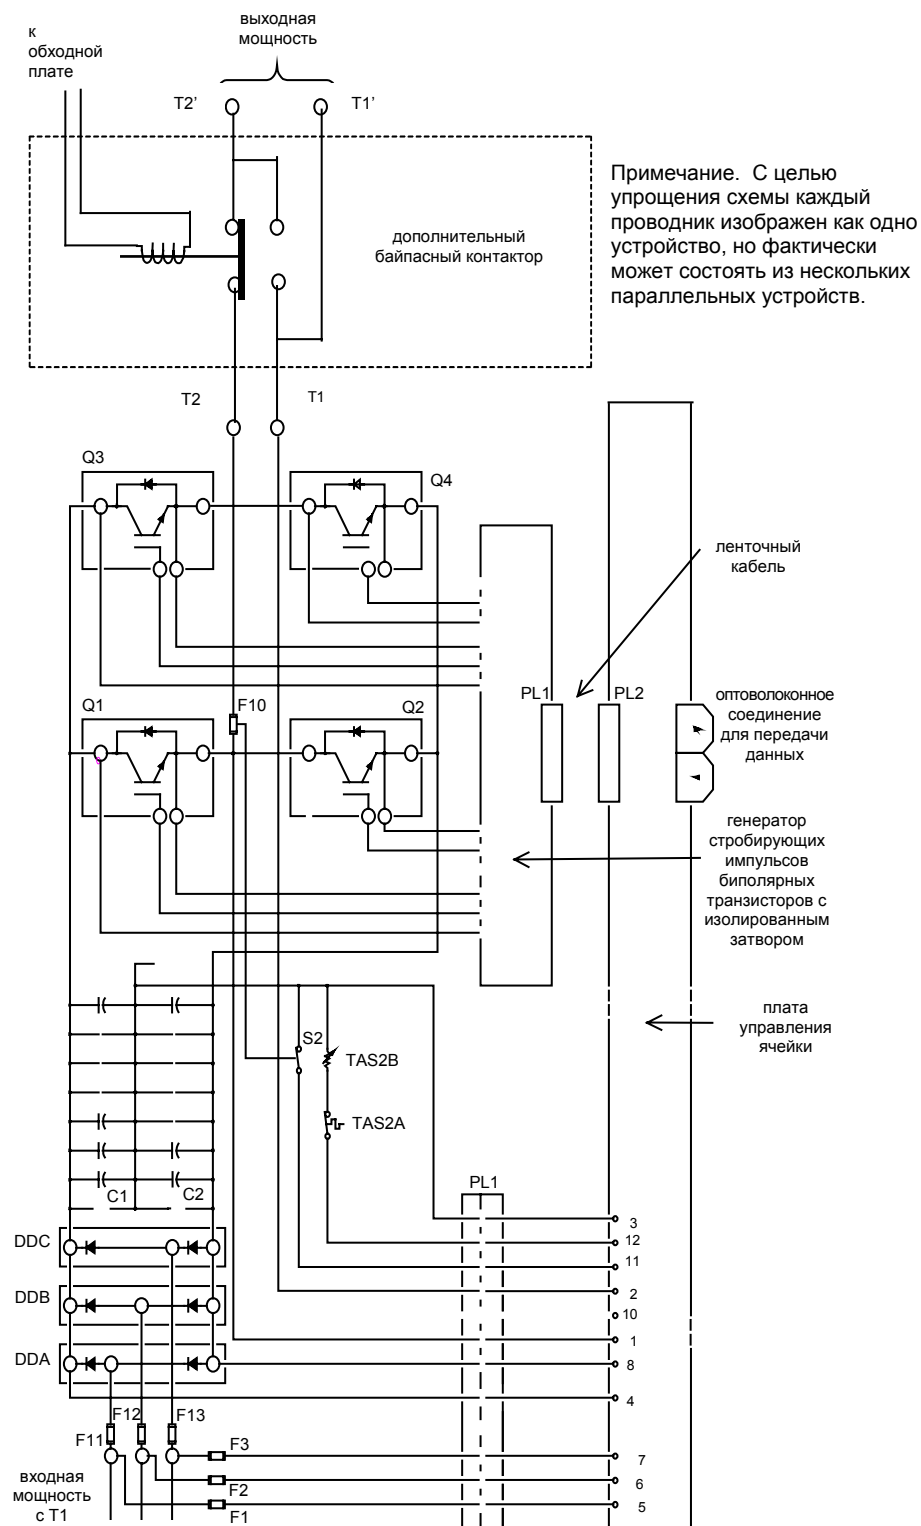 к
обходной
плате
выходная
мощность
T2'
T1'
Примечание. С целью
упрощения схемы каждый
проводник изображен как одно
устройство, но фактически
может состоять из нескольких
параллельных устройств.
дополнительный
байпасный контактор
T2
T1
Q3
Q4
ленточный
кабель
Q1
F10
Q2
PL1
PL2
оптоволоконное
соединение
для передачи
данных
генератор
стробирующих
импульсов
биполярных
транзисторов с
изолированным
затвором
плата
управления
ячейки
S2
TAS2B
TAS2A
C1
C2
PL1
DDC
DDB
DDA
3
12
11
2
10
1
8
4
F12
F13
F11
F3
7
F2
6
F1
5
входная
мощность
с T1